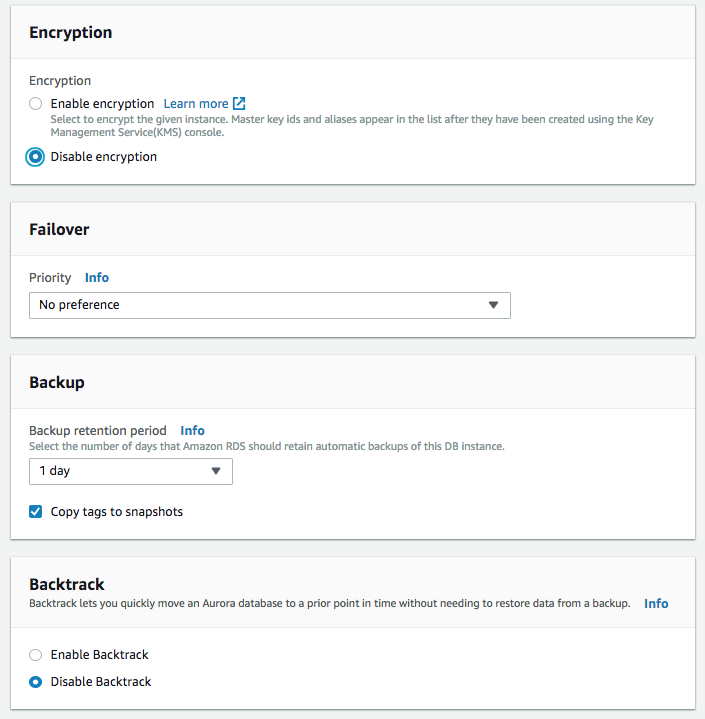 Encryption
Encryption
Enable encryption Learn more
Select to encrypt the given instance. Master key ids and aliases appear in the list after they have been created using the Key
Management Service(KMS) console.
Disable encryption
Failover
Priority Info
No preference
Backup
Backup retention period Info
Select the number of days that Amazon RDS should retain automatic backups of this DB instance.
1 day
Copy tags to snapshots
Backtrack
Backtrack lets you quickly move an Aurora database to a prior point in time without needing to restore data from a backup. Info
Enable Backtrack
Disable Backtrack